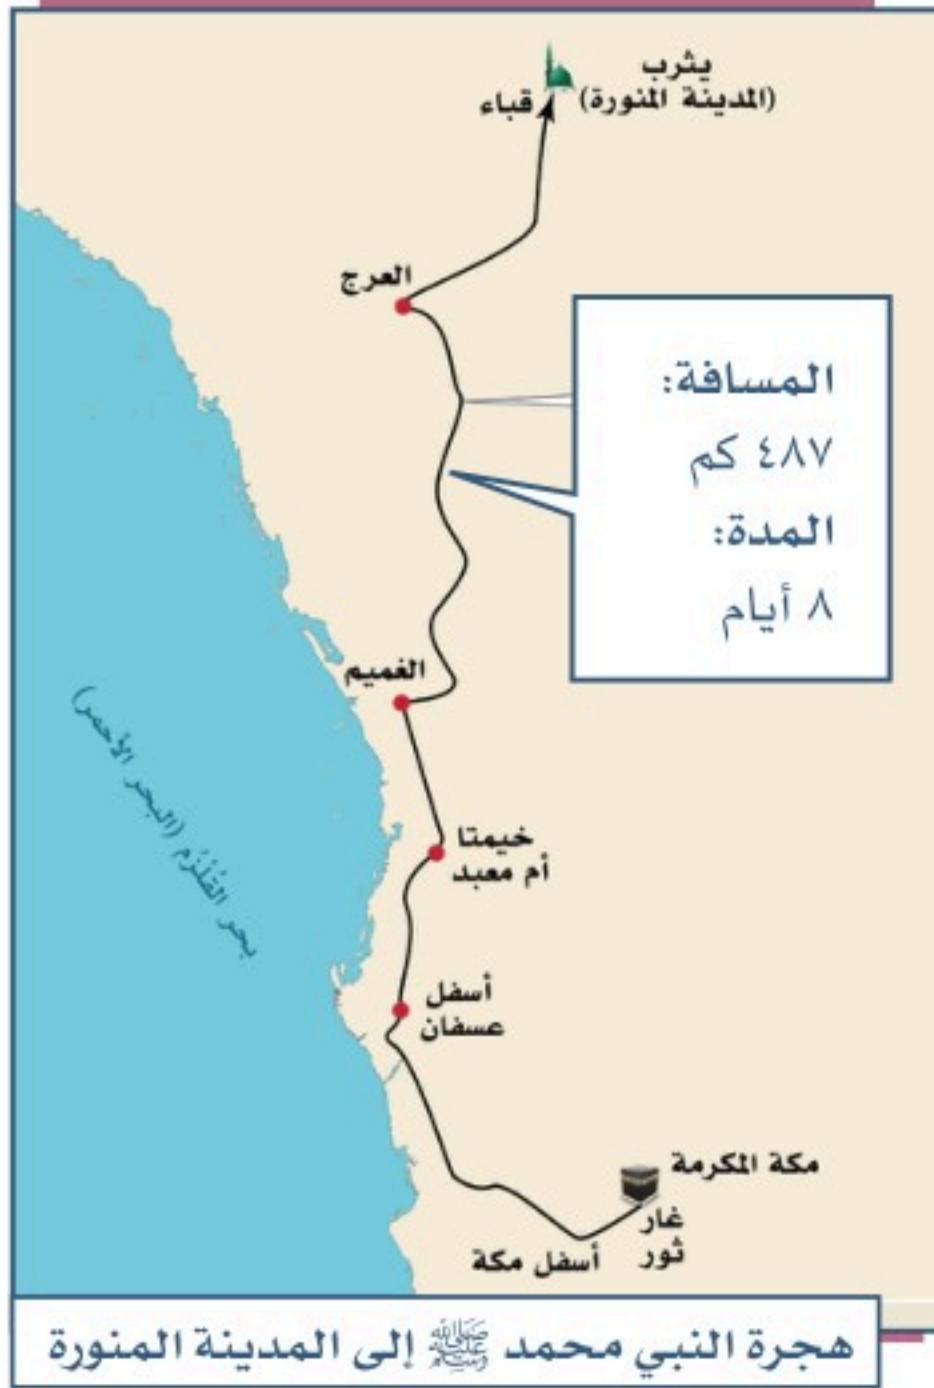 يثرب
(المدينة المنورة)
قباء
العرج
المسافة:
٤٨٧ كم
المدة:
٨ أيام
الغميم
خيمتا
أم معبد
بحر القُلْزُم (البحر الأحمر)
أسفل
عسفان
مكة المكرمة
غار
ثور
أسفل مكة
هجرة النبي محمد ﷺ إلى المدينة المنورة